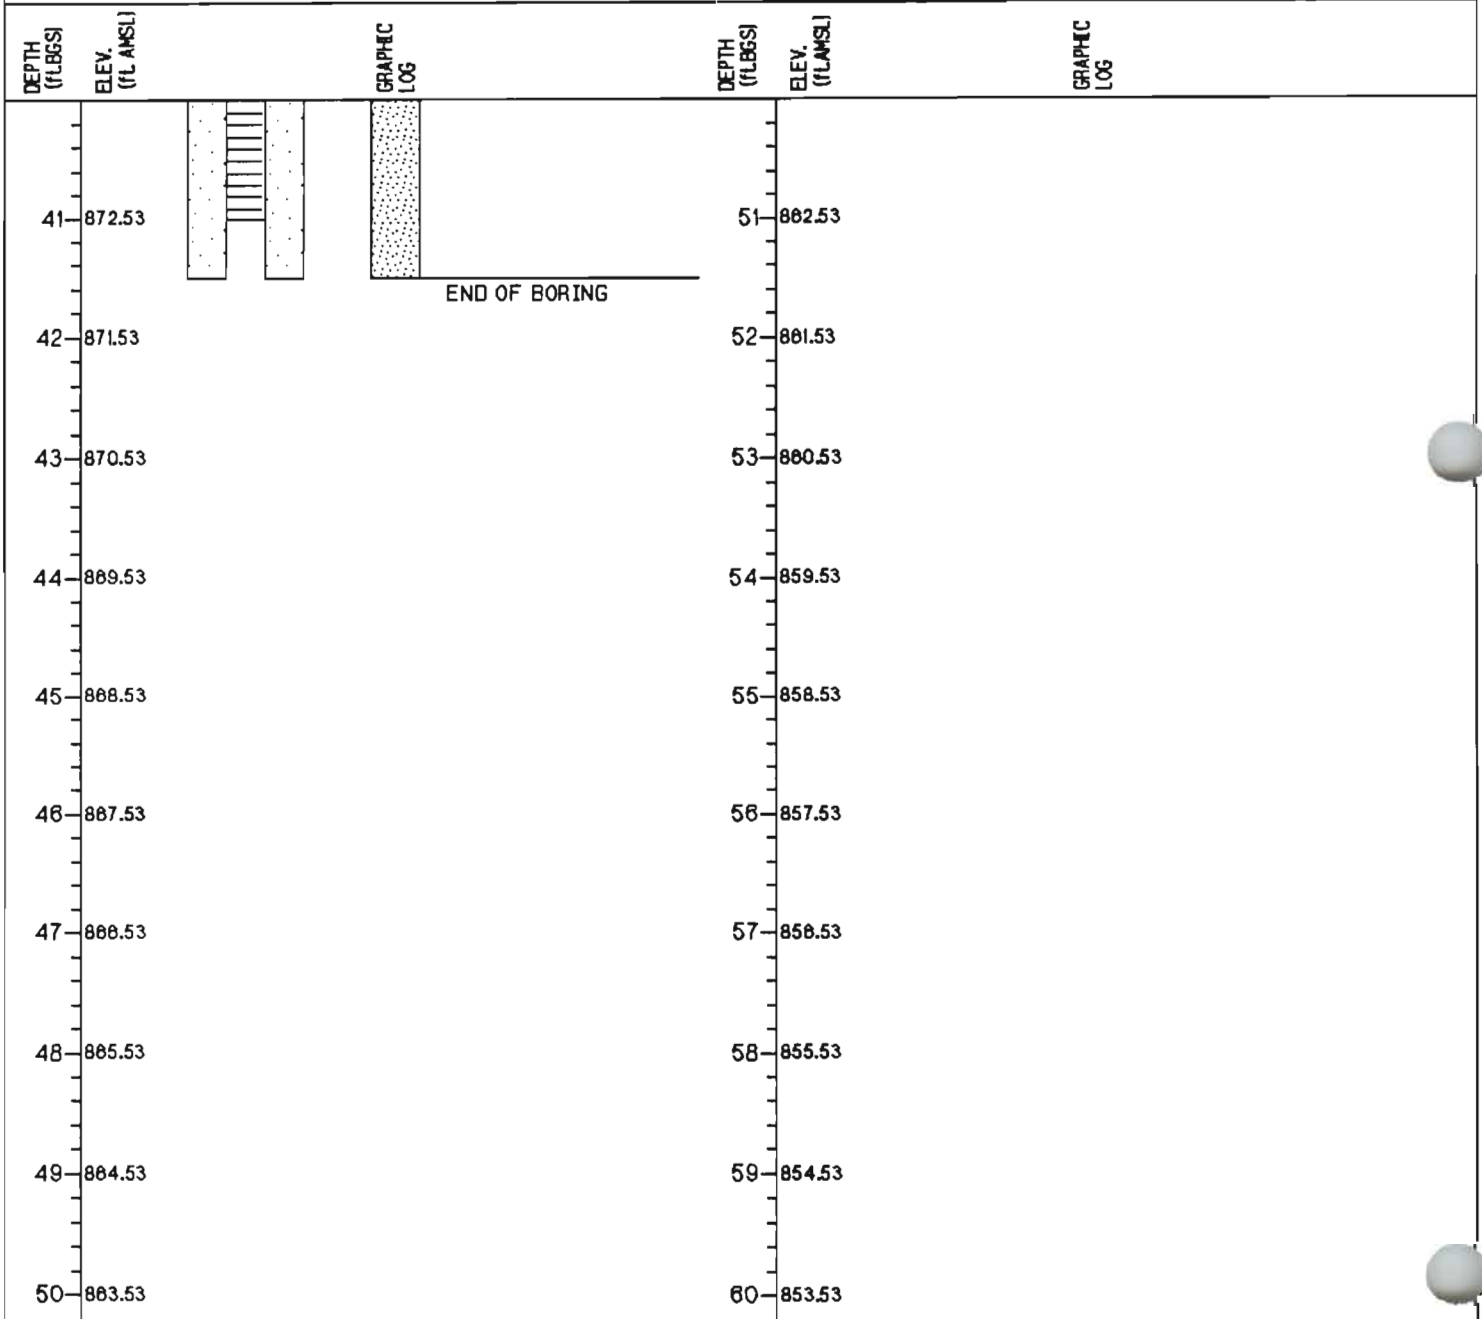 DEPTH
(ft.BGS)
ELEV.
(ft. AMSL)
GRAPHIC
LOG
41 872.53
END OF BORING
42 871.53
43 870.53
44 869.53
45 868.53
46 867.53
47 866.53
48 865.53
49 864.53
50 863.53
DEPTH
(ft.BGS)
ELEV.
(ft.AMSL)
GRAPHIC
LOG
51 862.53
52 861.53
53 860.53
54 859.53
55 858.53
56 857.53
57 856.53
58 855.53
59 854.53
60 853.53